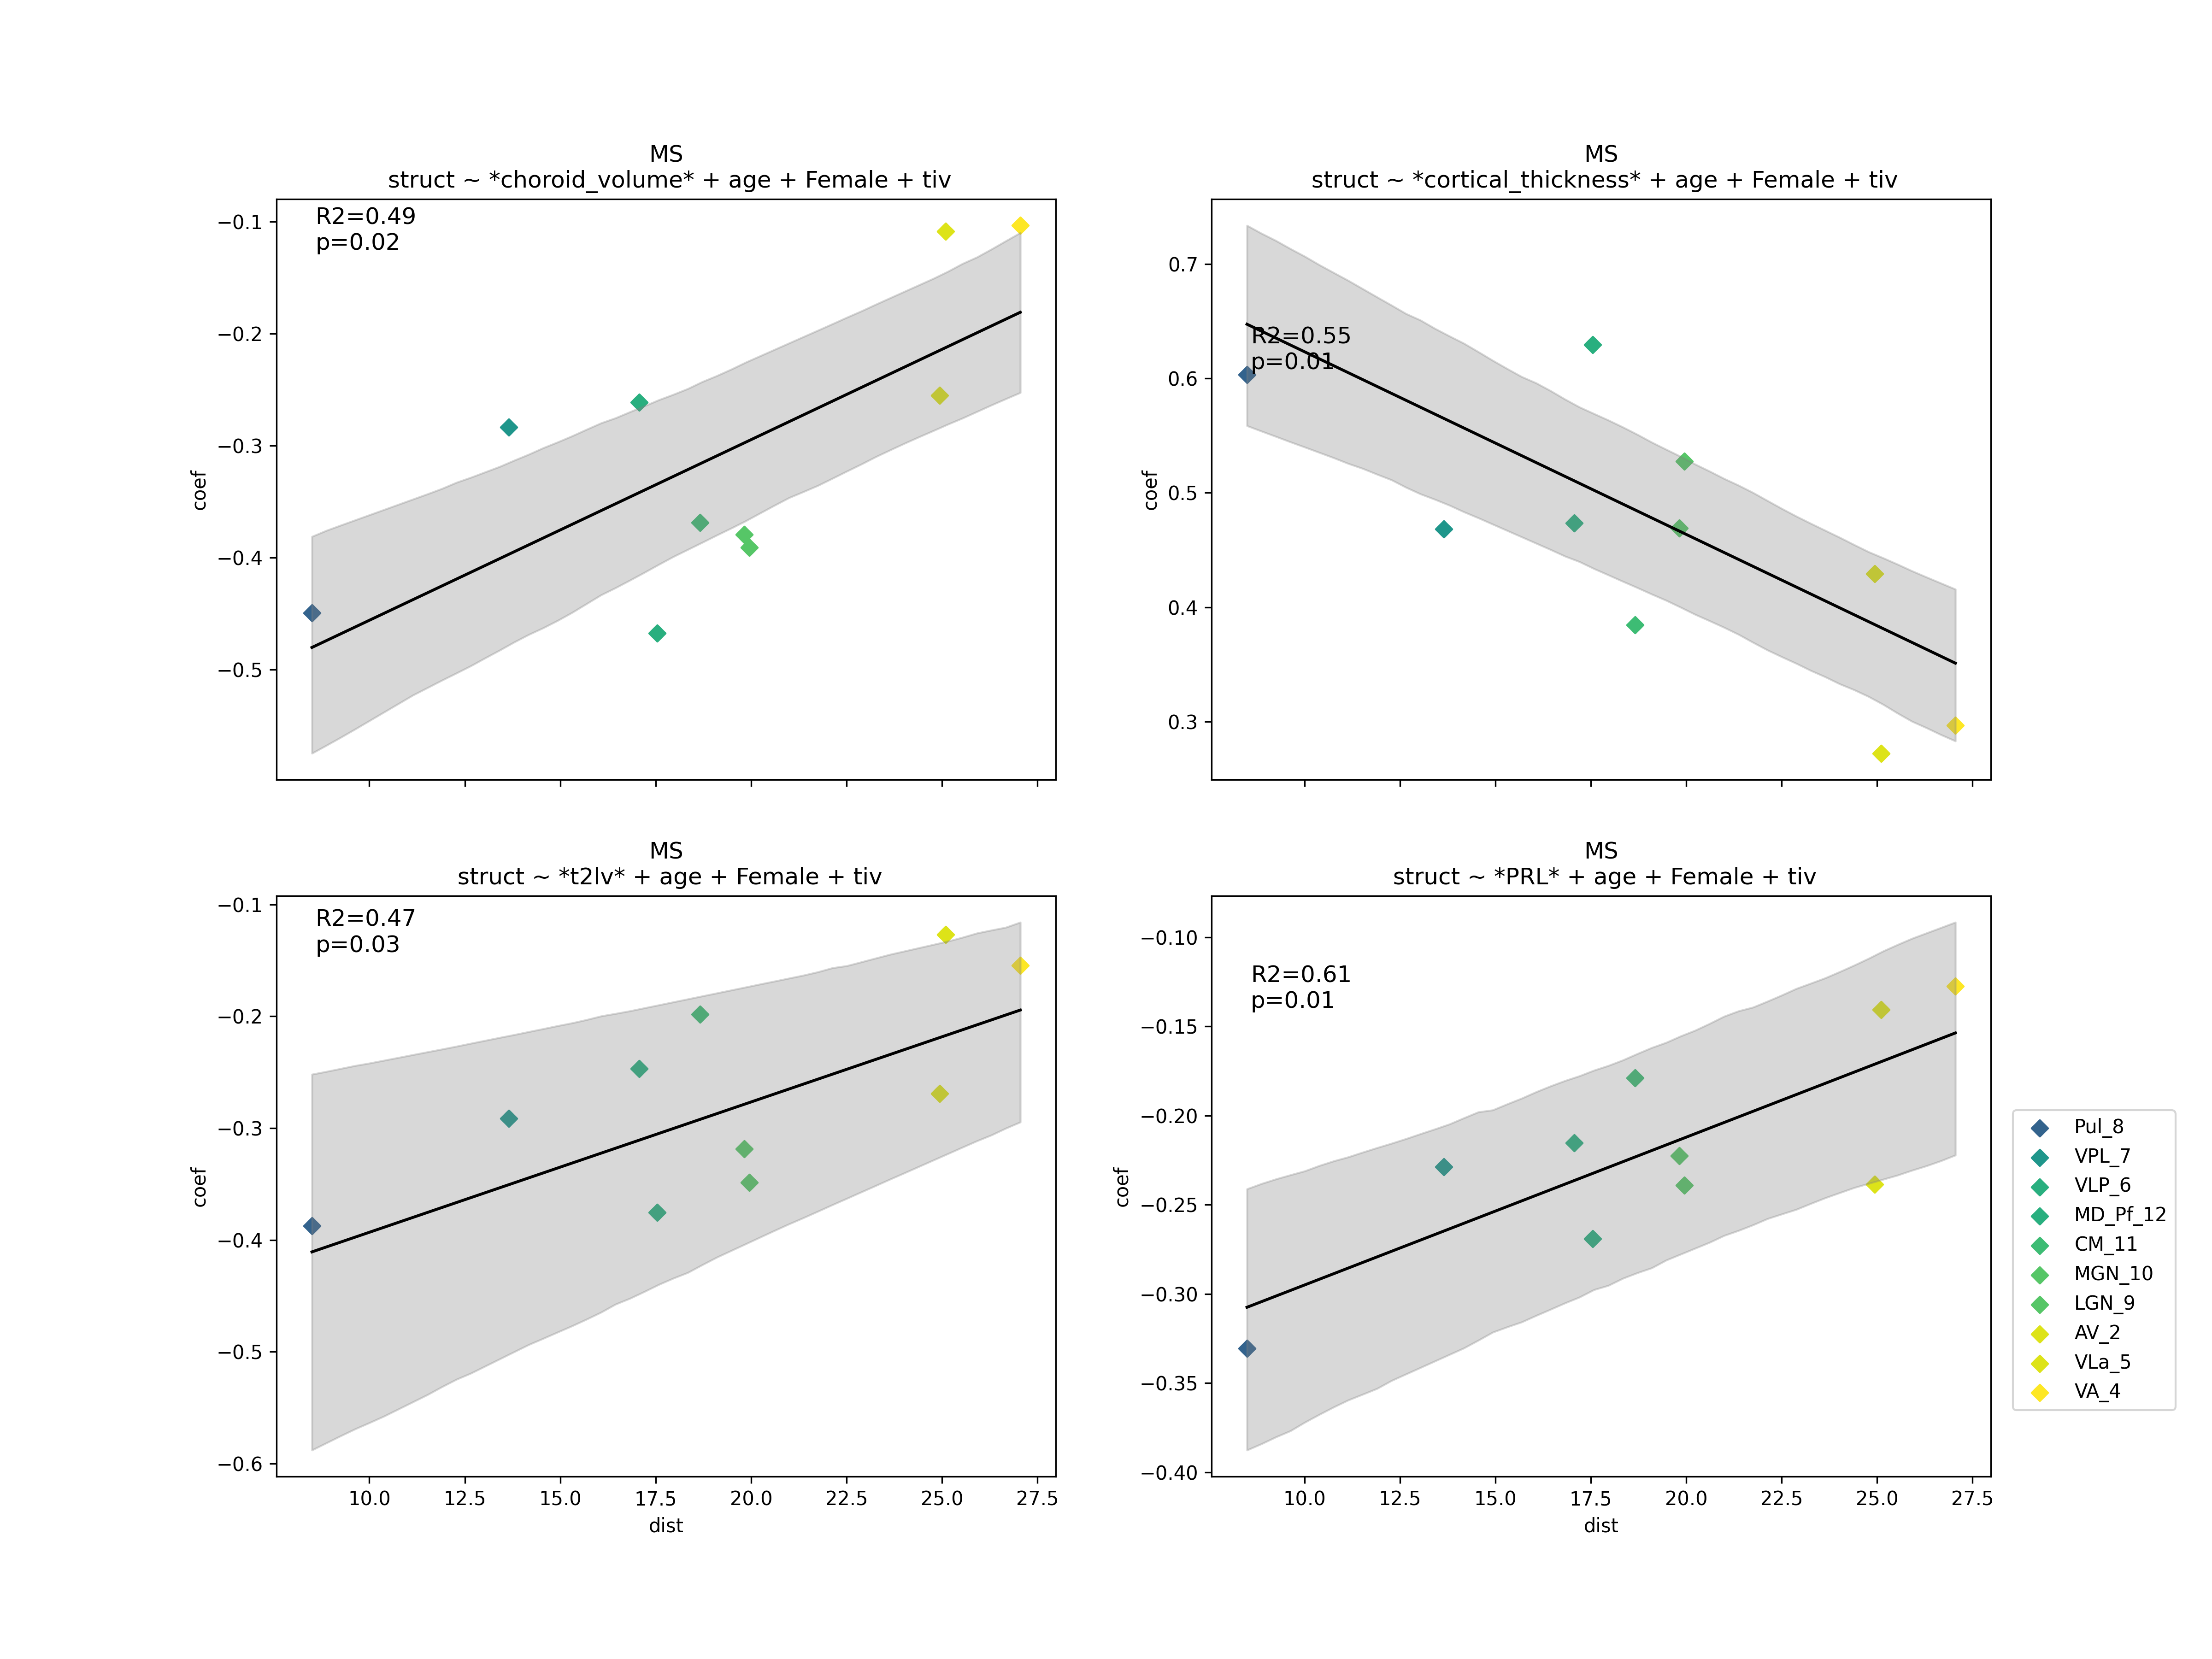 MS
struct ~ *choroid_volume* + age + Female + tiv
R2=0.49
p=0.02
−0.1
−0.2
−0.3
−0.4
−0.5
coef
MS
struct ~ *cortical_thickness* + age + Female + tiv
R2=0.55
p=0.01
0.7
0.6
0.5
0.4
0.3
coef
MS
struct ~ *t2lv* + age + Female + tiv
R2=0.47
p=0.03
−0.1
−0.2
−0.3
−0.4
−0.5
−0.6
coef
10.0 12.5 15.0 17.5 20.0 22.5 25.0 27.5
dist
MS
struct ~ *PRL* + age + Female + tiv
R2=0.61
p=0.01
−0.10
−0.15
−0.20
−0.25
−0.30
−0.35
−0.40
coef
10.0 12.5 15.0 17.5 20.0 22.5 25.0 27.5
dist
Pul_8
VPL_7
VLP_6
MD_Pf_12
CM_11
MGN_10
LGN_9
AV_2
VLa_5
VA_4